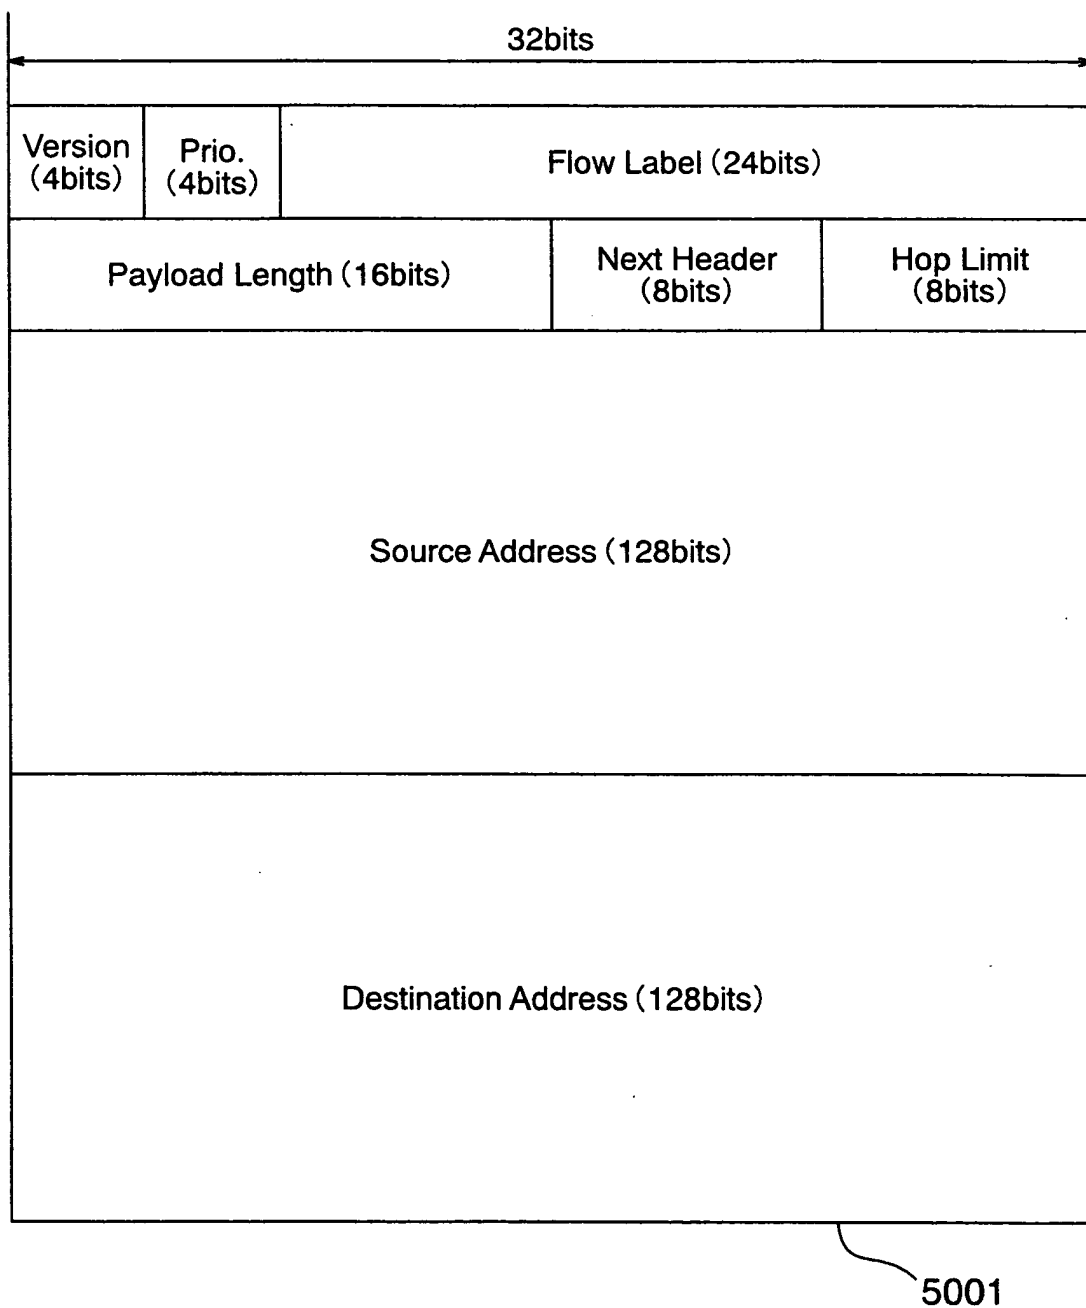 32bits
Version
(4bits)
Prio.
(4bits)
Flow Label (24bits)
Payload Length (16bits)
Next Header
(8bits)
Hop Limit
(8bits)
Source Address (128bits)
Destination Address (128bits)
5001